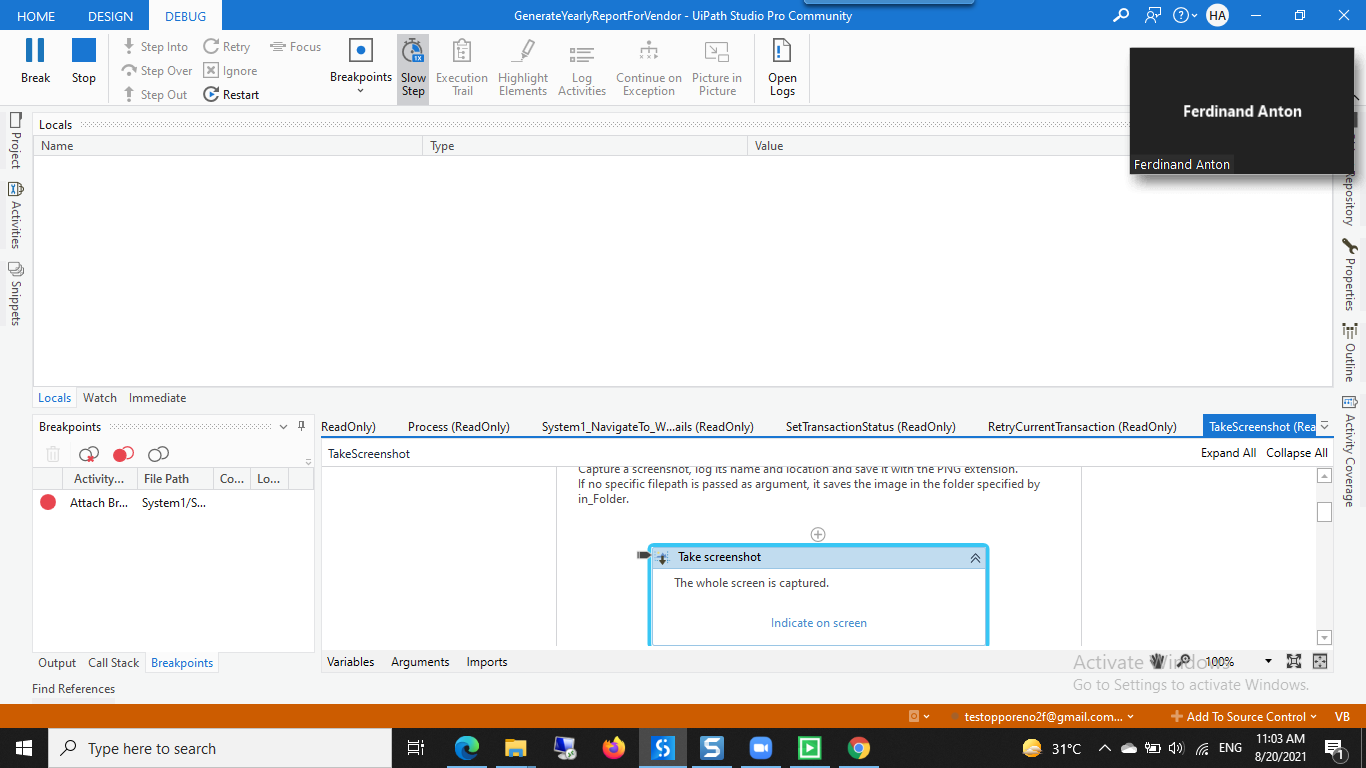 HOME DESIGN DEBUG GenerateYearlyReportForVendor - UiPath Studio Pro Community HA
Break
Stop
Step Into
Step Over
Step Out
Retry
Ignore
Restart
Focus
Breakpoints
Slow
Step
1X
Execution
Trail
Highlight
Elements
Log
Activities
Continue on
Exception
Picture in
Picture
Open
Logs
Ferdinand Anton
Ferdinand Anton
Project
Activities
Snippets
Locals
Name Type Value
Repository
Properties
Outline
Activity Coverage
Locals Watch Immediate
Breakpoints
Activity... File Path Co... Lo...
Attach Br... System1/S...
ReadOnly) Process (ReadOnly) System1_NavigateTo_W...ails (ReadOnly) SetTransactionStatus (ReadOnly) RetryCurrentTransaction (ReadOnly) TakeScreenshot (Rea
TakeScreenshot Expand All Collapse All
Capture a screenshot, log its name and location and save it with the PNG extension.
If no specific filepath is passed as argument, it saves the image in the folder specified by
in_Folder.
Take screenshot
The whole screen is captured.
Indicate on screen
Output Call Stack Breakpoints
Variables Arguments Imports 100%
Activate Windows
Go to Settings to activate Windows.
Find References
testopporeno2f@gmail.com... Add To Source Control VB
Type here to search
31°C ENG
11:03 AM
8/20/2021
1